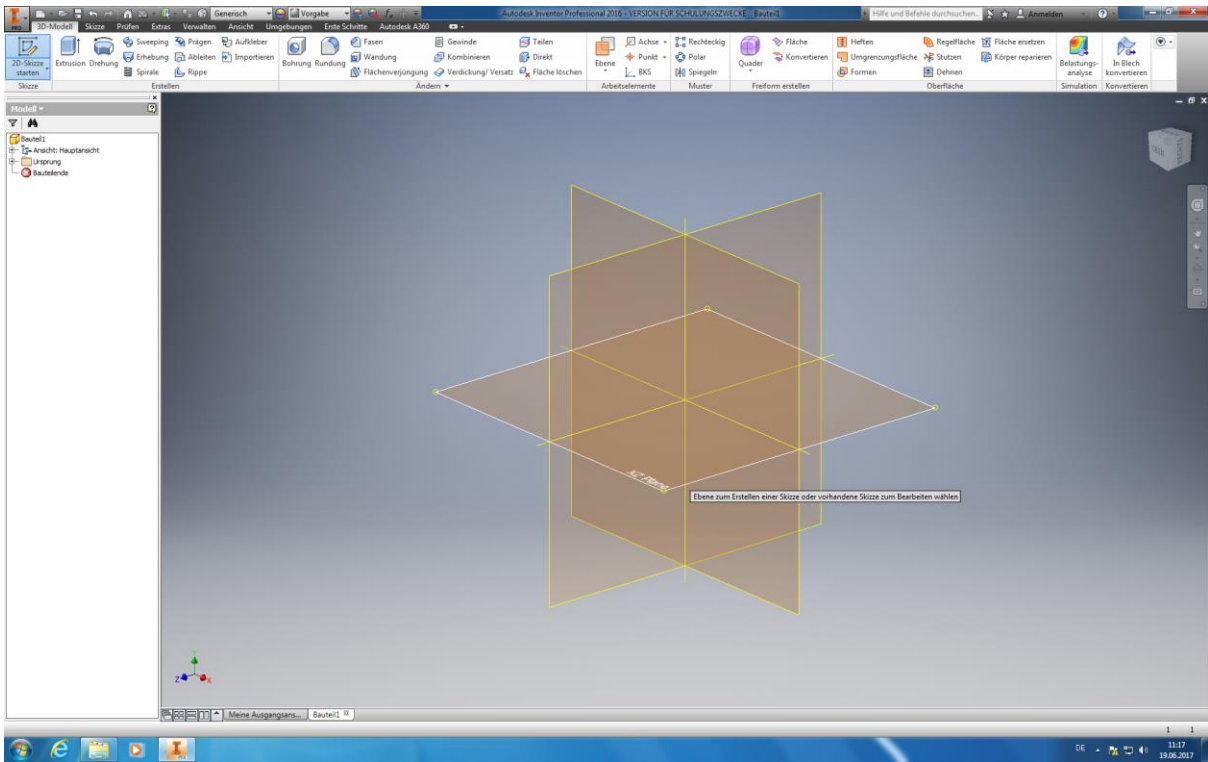 Generisch Vorgabe Autodesk Inventor Professional 2016 - VERSION FÜR SCHULUNGSZWECKE Bauteil1 Hilfe und Befehle durchsuchen... Anmelden
3D-Modell Skizze Prüfen Extras Verwalten Ansicht Umgebungen Erste Schritte Autodesk A360
Sweeping Prägen Aufkleber Fasen Gewinde Teilen Achse Rechteckig Fläche Heften Regelfläche Fläche ersetzen
2D-Skizze starten Extrusion Drehung Erhebung Ableiten Importieren Bohrung Rundung Wandung Kombinieren Direkt Ebene Punkt Polar Quader Konvertieren Umgrenzungsfläche Stutzen Körper reparieren Belastungs-analyse In Blech konvertieren
Spirale Rippe Flächenverjüngung Verdickung/ Versatz Fläche löschen BKS Spiegeln Formen Dehnen
Skizze Erstellen Ändern Arbeitselemente Muster Freiform erstellen Oberfläche Simulation Konvertieren
Modell
Bauteil1
Ansicht: Hauptansicht
Ursprung
Bauteilende
XZ Plane
Ebene zum Erstellen einer Skizze oder vorhandene Skizze zum Bearbeiten wählen
Y
Z X
Meine Ausgangsans... Bauteil1
1 1
DE 11:17
19.06.2017